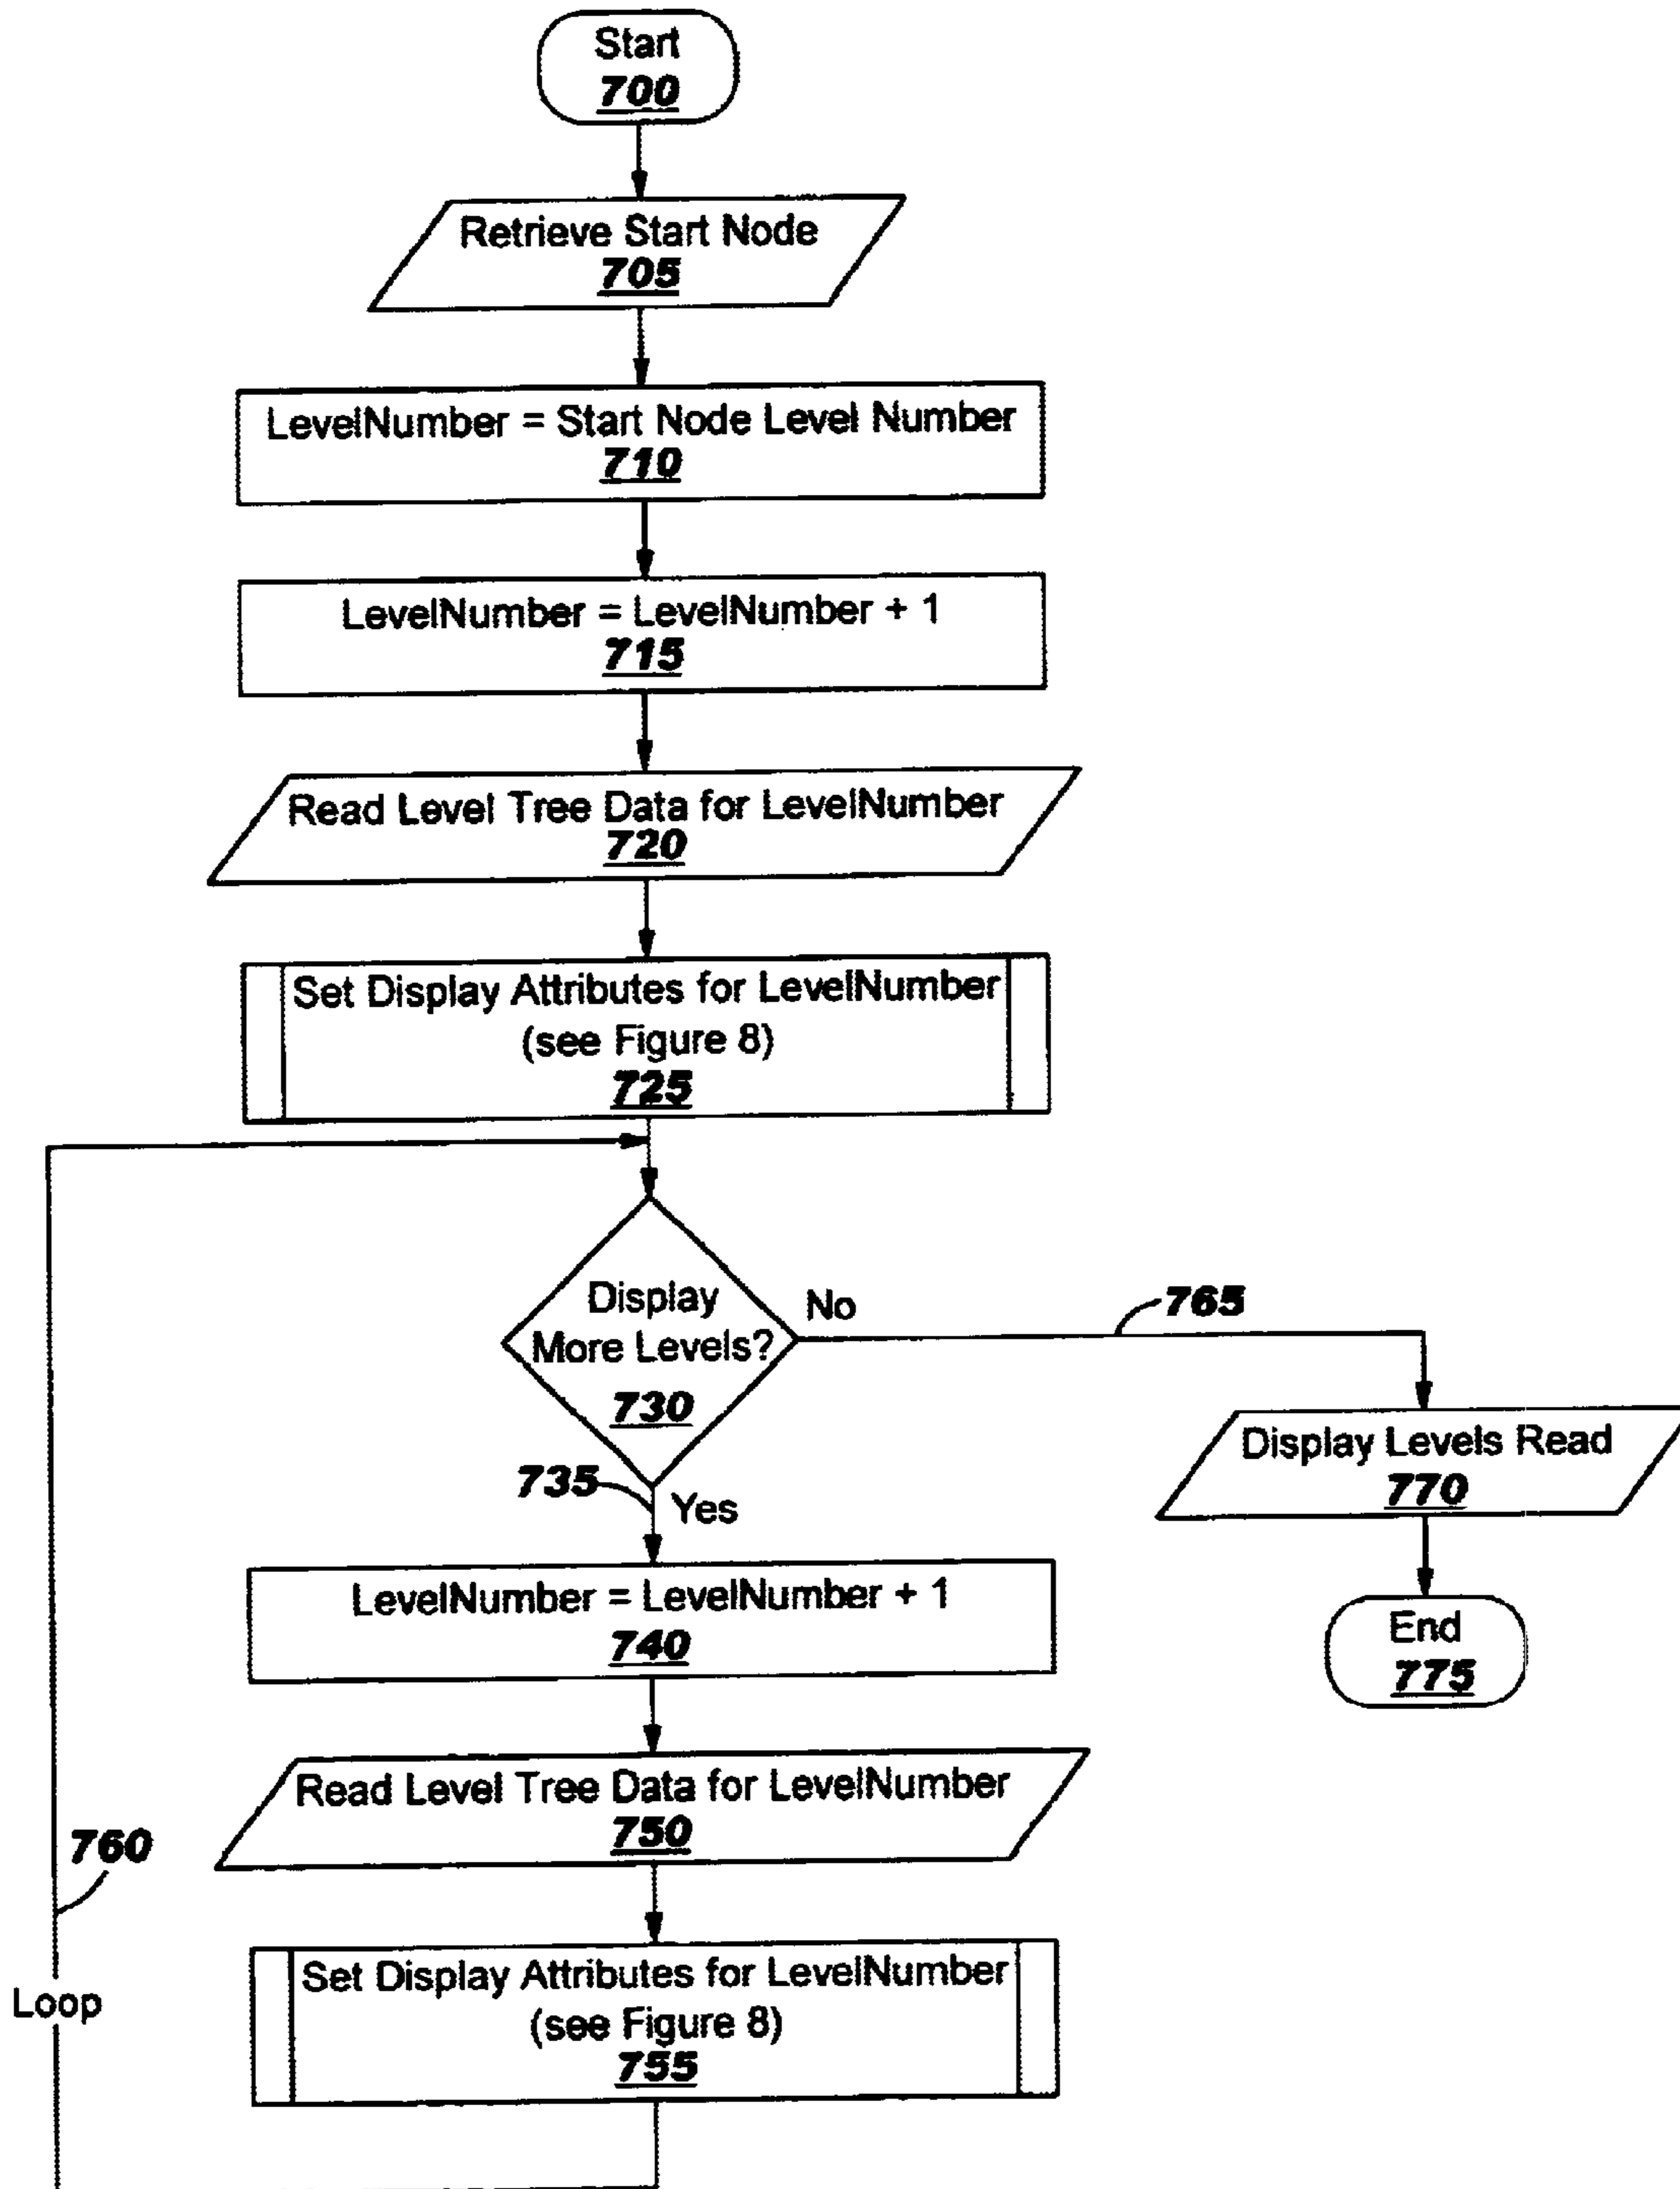 Start
700
Retrieve Start Node
705
LevelNumber = Start Node Level Number
710
LevelNumber = LevelNumber + 1
715
Read Level Tree Data for LevelNumber
720
Set Display Attributes for LevelNumber
(see Figure 8)
725
Display
More Levels?
730
No
765
Display Levels Read
770
End
775
735
Yes
LevelNumber = LevelNumber + 1
740
Read Level Tree Data for LevelNumber
750
760
Set Display Attributes for LevelNumber
(see Figure 8)
755
Loop